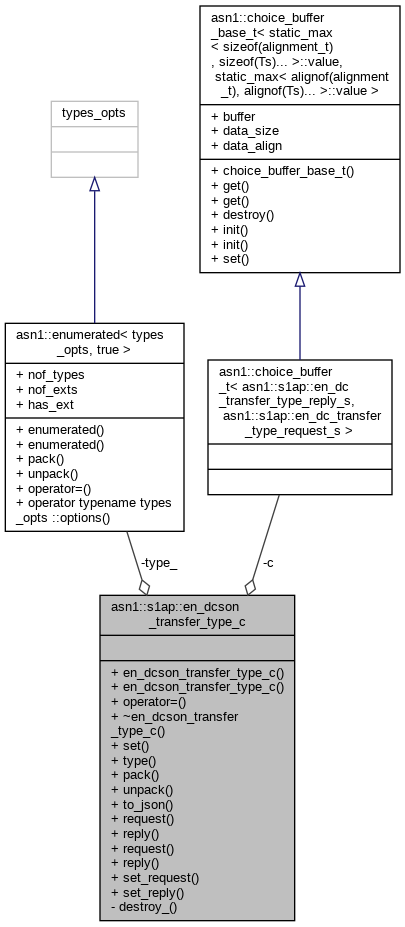 asn1::choice_buffer
_base_t< static_max
< sizeof(alignment_t)
, sizeof(Ts)... >::value,
static_max< alignof(alignment
_t), alignof(Ts)... >::value >
+ buffer
+ data_size
+ data_align
+ choice_buffer_base_t()
+ get()
+ get()
+ destroy()
+ init()
+ init()
+ set()
types_opts
asn1::enumerated< types
_opts, true >
+ nof_types
+ nof_exts
+ has_ext
+ enumerated()
+ enumerated()
+ pack()
+ unpack()
+ operator=()
+ operator typename types
_opts ::options()
asn1::choice_buffer
_t< asn1::s1ap::en_dc
_transfer_type_reply_s,
asn1::s1ap::en_dc_transfer
_type_request_s >
-type_
-c
asn1::s1ap::en_dcson
_transfer_type_c
+ en_dcson_transfer_type_c()
+ en_dcson_transfer_type_c()
+ operator=()
+ ~en_dcson_transfer
_type_c()
+ set()
+ type()
+ pack()
+ unpack()
+ to_json()
+ request()
+ reply()
+ request()
+ reply()
+ set_request()
+ set_reply()
- destroy_()